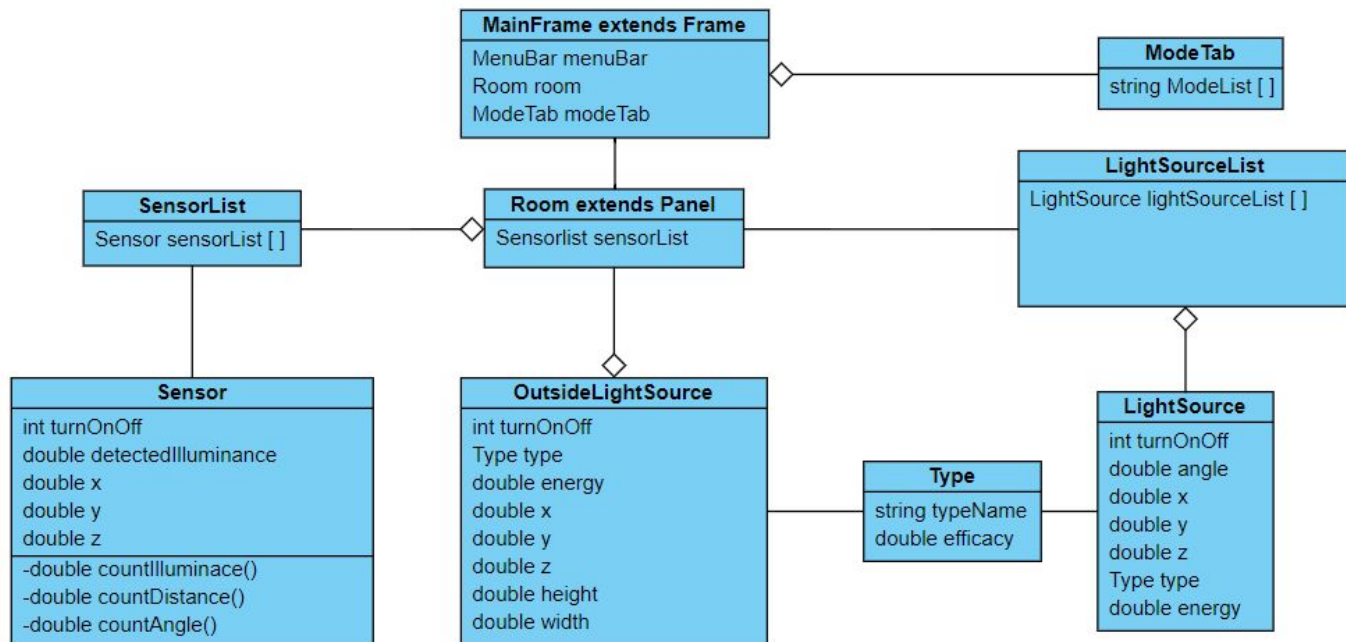 MainFrame extends Frame
MenuBar menuBar
Room room
ModeTab modeTab
ModeTab
string ModeList [ ]
SensorList
Sensor sensorList [ ]
Room extends Panel
Sensorlist sensorList
LightSourceList
LightSource lightSourceList [ ]
Sensor
int turnOnOff
double detectedIlluminance
double x
double y
double z
-double countIlluminace()
-double countDistance()
-double countAngle()
OutsideLightSource
int turnOnOff
Type type
double energy
double x
double y
double z
double height
double width
Type
string typeName
double efficacy
LightSource
int turnOnOff
double angle
double x
double y
double z
Type type
double energy